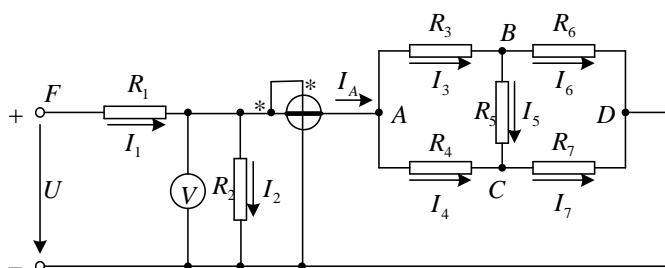 R3 B R6
F R1 * * IA I3 I6
+ A R5 I5 D
I1 R4 R7
U V R2 I2 C
I4 I7
–